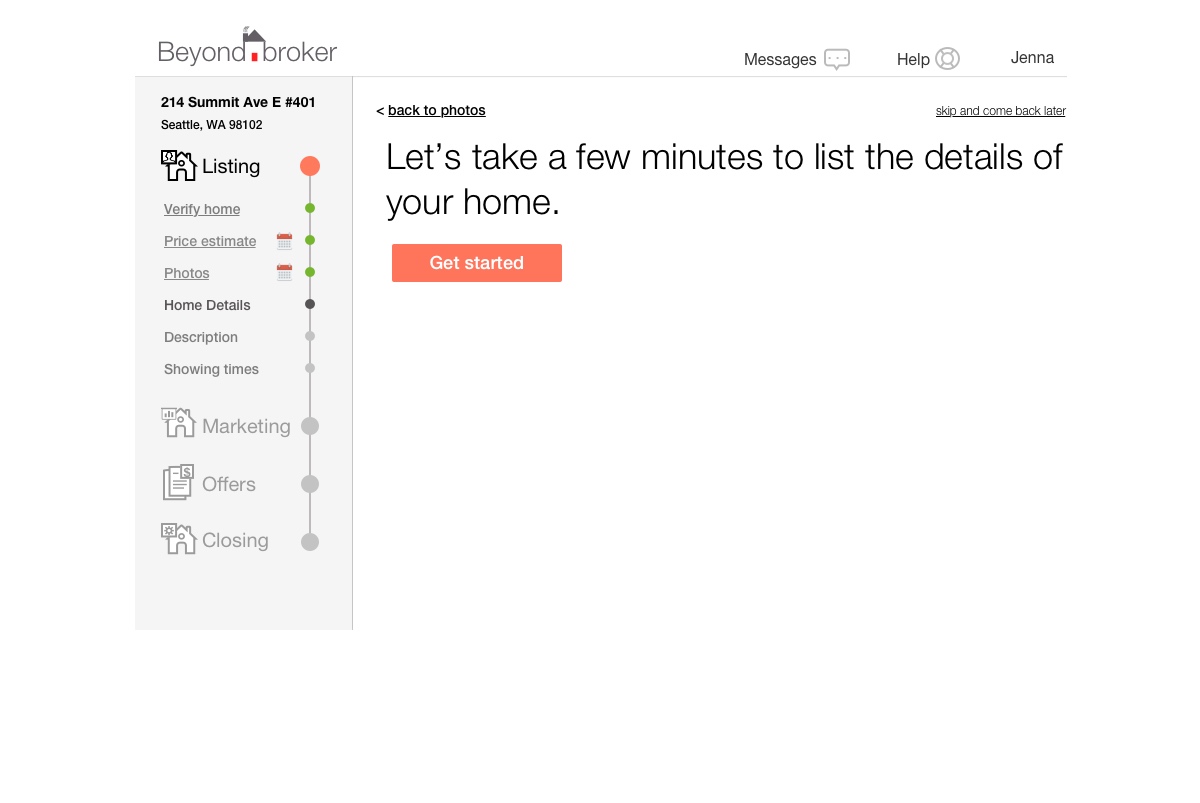 Beyond broker
Messages
Help
Jenna
214 Summit Ave E #401
Seattle, WA 98102
Listing
Verify home
Price estimate
Photos
Home Details
Description
Showing times
Marketing
$
Offers
Closing
< back to photos
skip and come back later
Let’s take a few minutes to list the details of
your home.
Get started